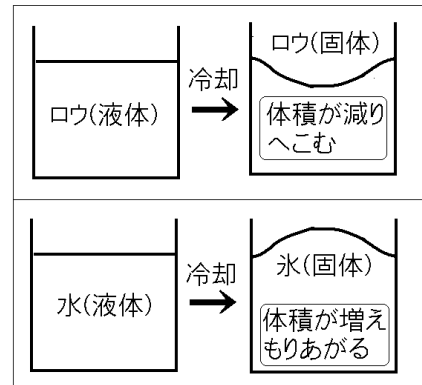 ロウ(液体)
冷却
ロウ(固体)
体積が減り
へこむ
水(液体)
冷却
氷(固体)
体積が増え
もりあがる